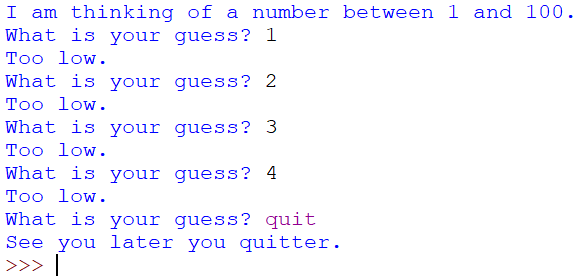 I am thinking of a number between 1 and 100.
What is your guess? 1
Too low.
What is your guess? 2
Too low.
What is your guess? 3
Too low.
What is your guess? 4
Too low.
What is your guess? quit
See you later you quitter.
>>>